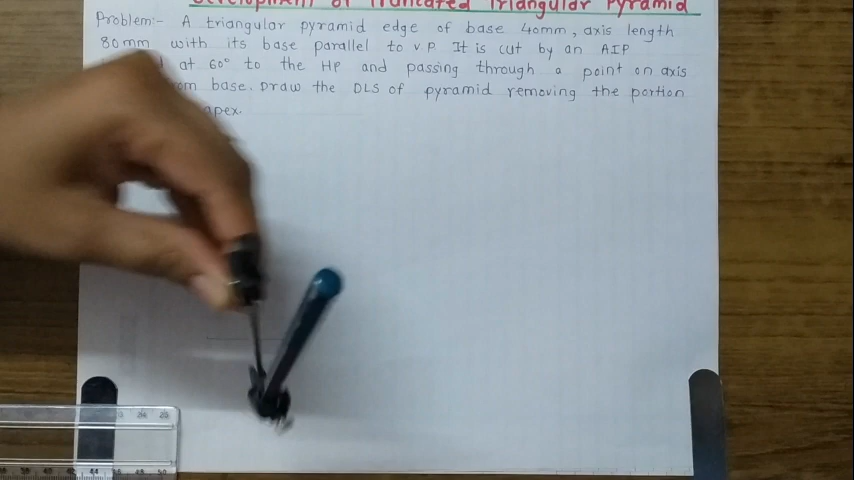 Development of Truncated Triangular Pyramid
Problem:- A triangular pyramid edge of base 40mm, axis length
80mm with its base parallel to V.P. It is cut by an AIP
at 60° to the HP and passing through a point on axis
base. Draw the DLS of pyramid removing the portion
apex.